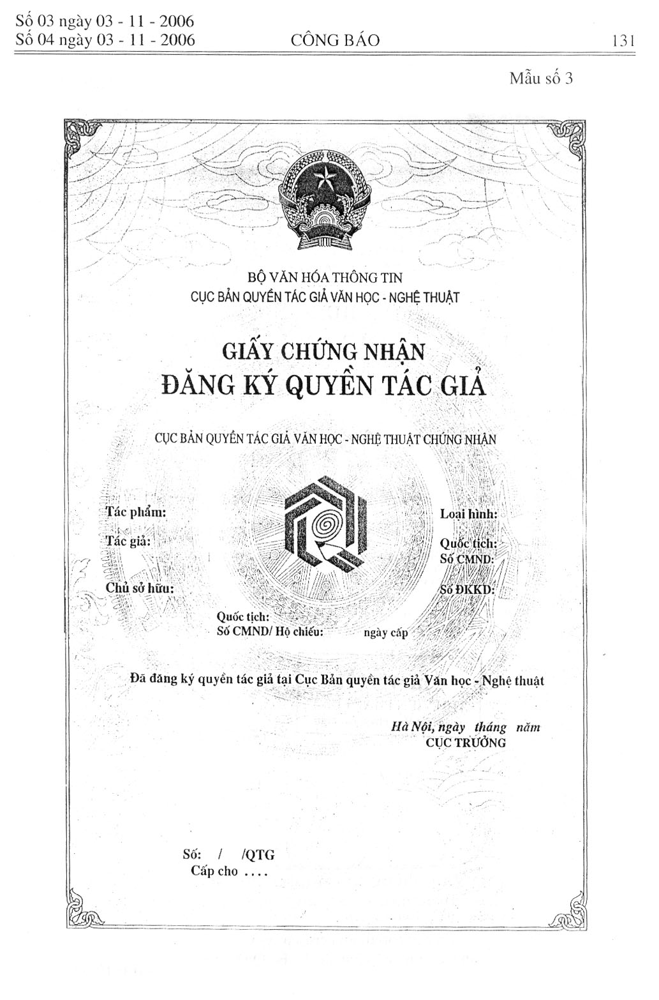 Số 03 ngày 03 - 11 - 2006
Số 04 ngày 03 - 11 - 2006 CÔNG BÁO 131
Mẫu số 3
BỘ VĂN HÓA THÔNG TIN
CỤC BẢN QUYỀN TÁC GIẢ VĂN HỌC - NGHỆ THUẬT
GIẤY CHỨNG NHẬN
ĐĂNG KÝ QUYỀN TÁC GIẢ
CỤC BẢN QUYỀN TÁC GIẢ VĂN HỌC - NGHỆ THUẬT CHỨNG NHẬN
Tác phẩm: Loại hình:
Tác giả: Quốc tịch:
Số CMND:
Chủ sở hữu: Số ĐKKD:
Quốc tịch:
Số CMND/ Hộ chiếu: ngày cấp
Đã đăng ký quyền tác giả tại Cục Bản quyền tác giả Văn học - Nghệ thuật
Hà Nội, ngày tháng năm
CỤC TRƯỞNG
Số: / /QTG
Cấp cho ....